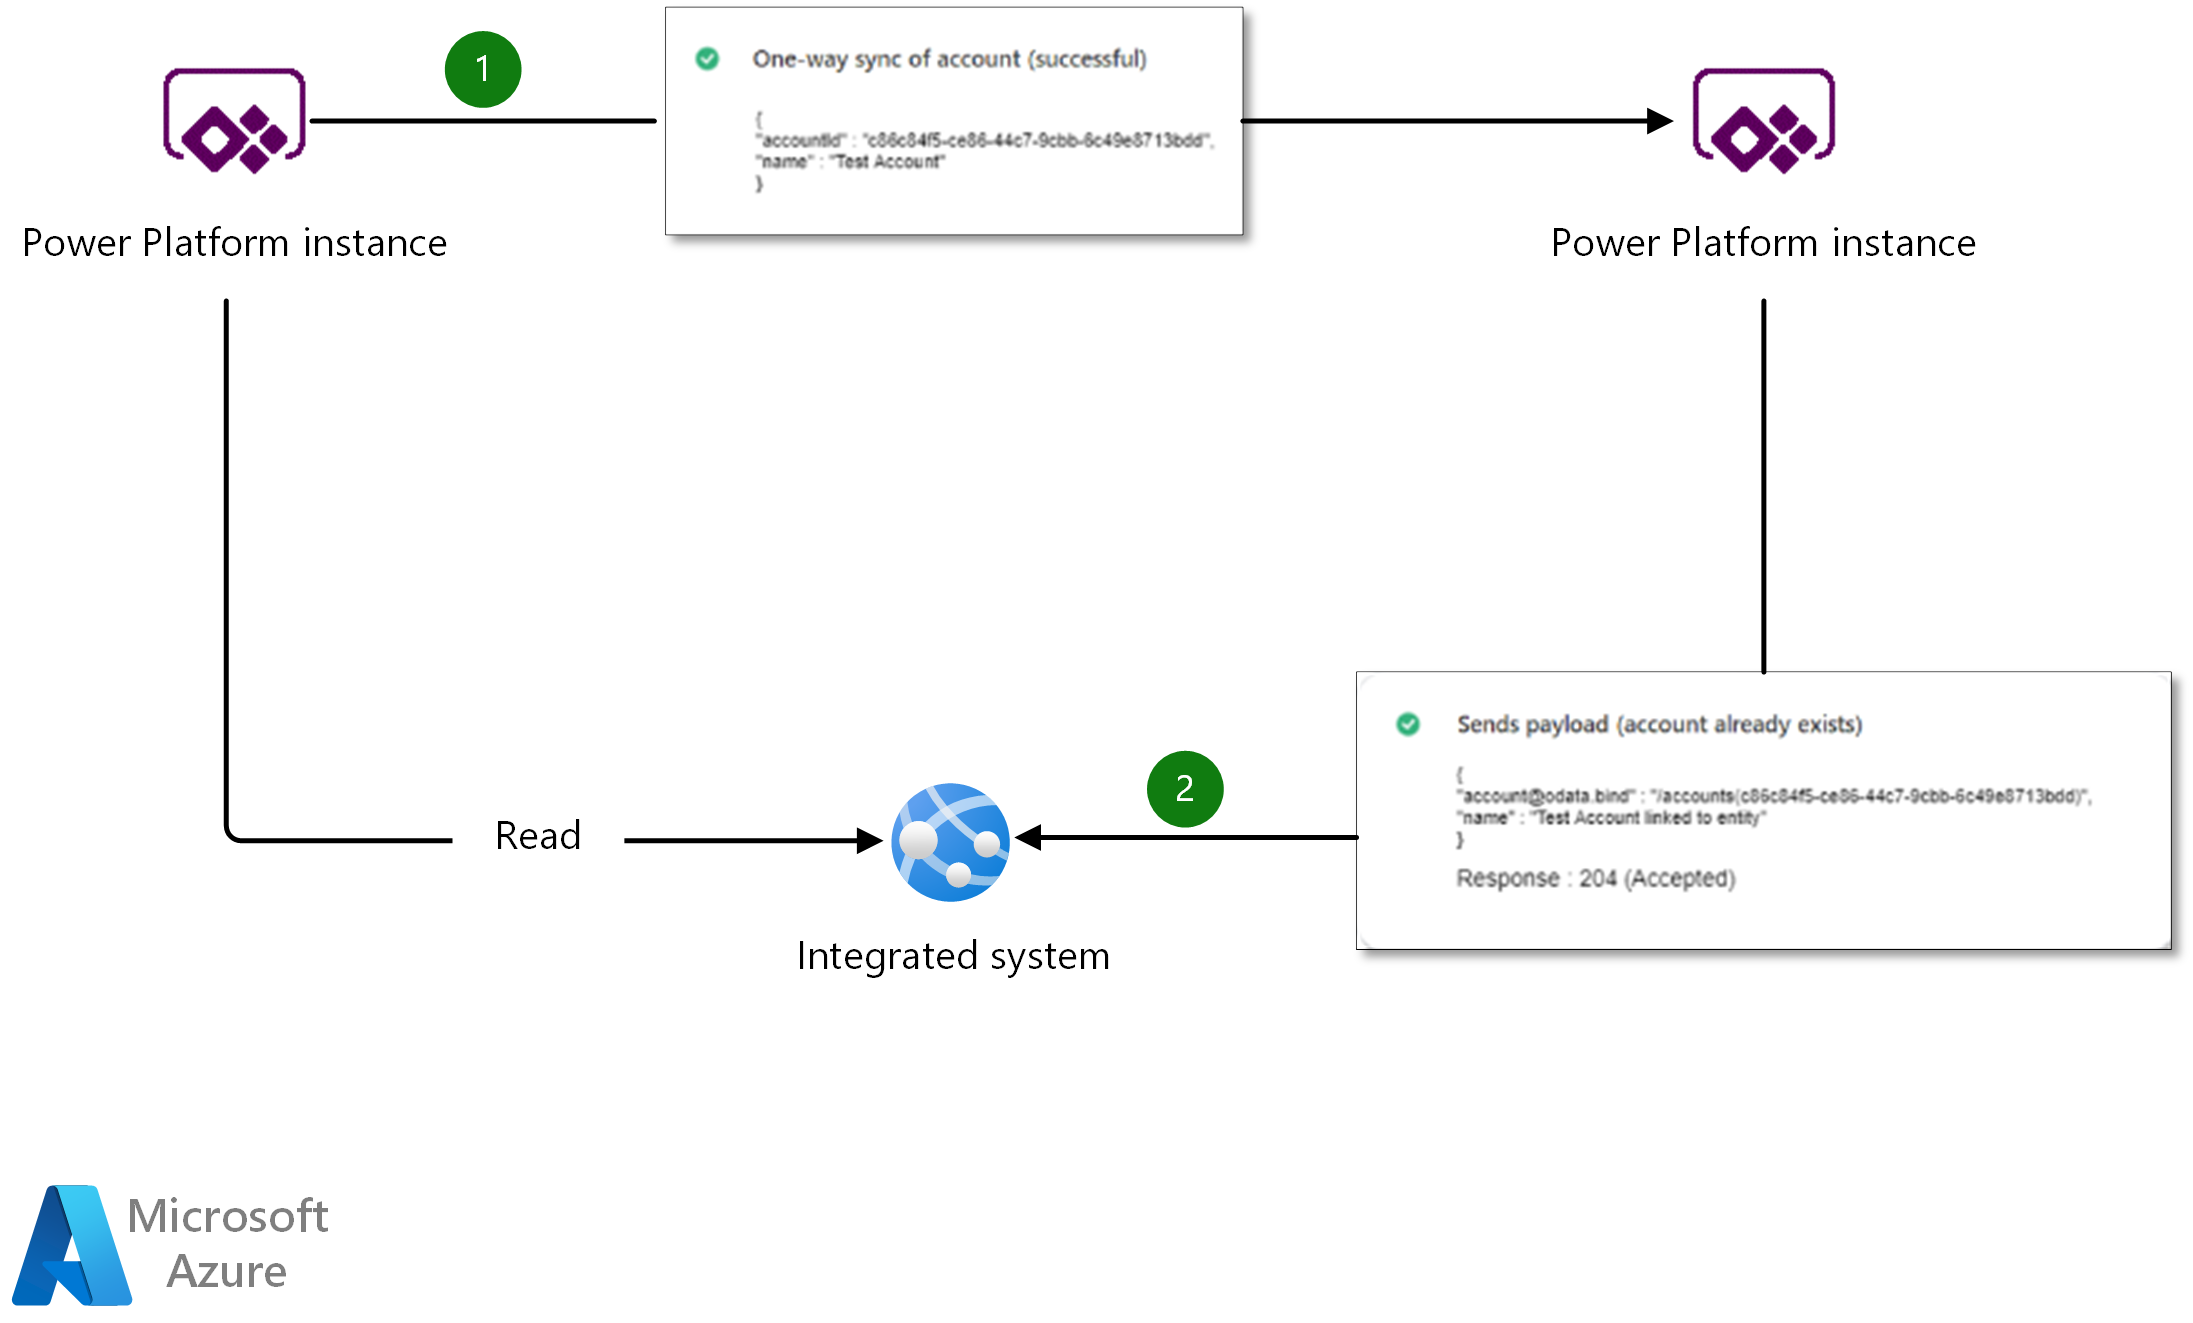 1
One-way sync of account (successful)
{
"accountId" : "c86c84f5-ce86-44c7-9cbb-6c49e8713bdd",
"name" : "Test Account"
}
Power Platform instance
Power Platform instance
Sends payload (account already exists)
{
"account@odata.bind" : "/accounts(c86c84f5-ce86-44c7-9cbb-6c49e8713bdd)",
"name" : "Test Account linked to entity"
}
Response : 204 (Accepted)
2
Read
Integrated system
Microsoft
Azure